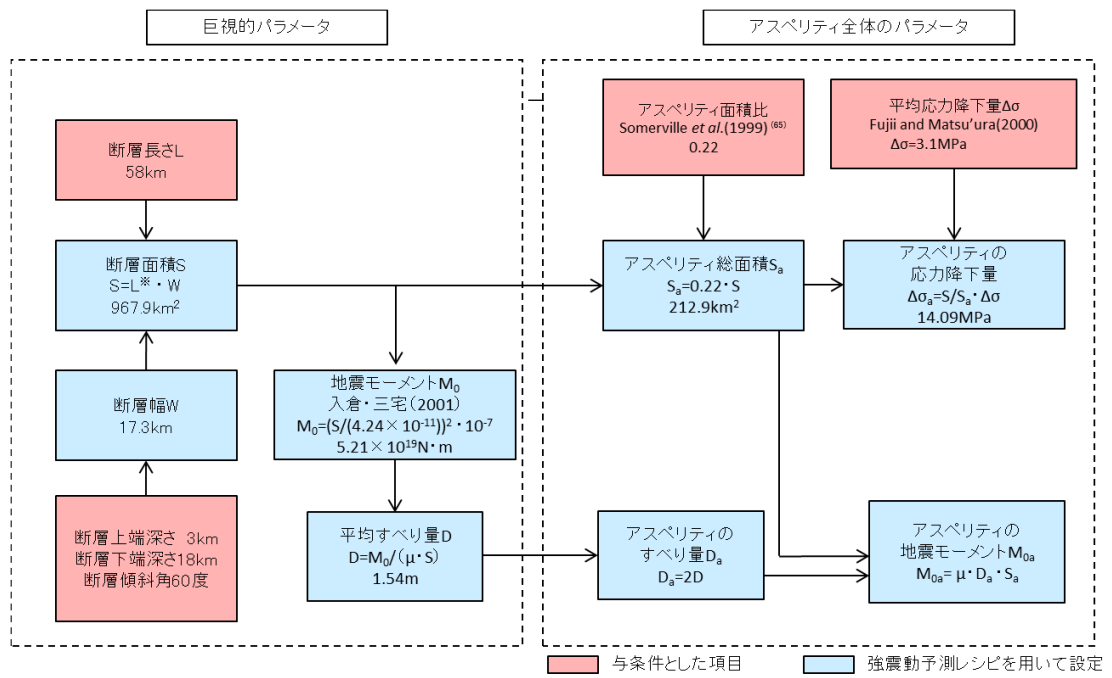 巨視的パラメータ
アスペリティ全体のパラメータ
断層長さL
58km
断層面積S
S=L※・W
967.9km²
断層幅W
17.3km
断層上端深さ 3km
断層下端深さ18km
断層傾斜角60度
地震モーメントM₀
入倉・三宅(2001)
M₀=(S/(4.24×10⁻¹¹))²・10⁻⁷
5.21×10¹⁹N・m
平均すべり量D
D=M₀/(μ・S)
1.54m
アスペリティ面積比
Somerville et al.(1999)⁽⁶⁵⁾
0.22
平均応力降下量Δσ
Fujii and Matsu'ura(2000)
Δσ=3.1MPa
アスペリティ総面積Sₐ
Sₐ=0.22・S
212.9km²
アスペリティの
応力降下量
Δσₐ=S/Sₐ・Δσ
14.09MPa
アスペリティの
すべり量Dₐ
Dₐ=2D
アスペリティの
地震モーメントM₀ₐ
M₀ₐ= μ・Dₐ・Sₐ
与条件とした項目
強震動予測レシピを用いて設定